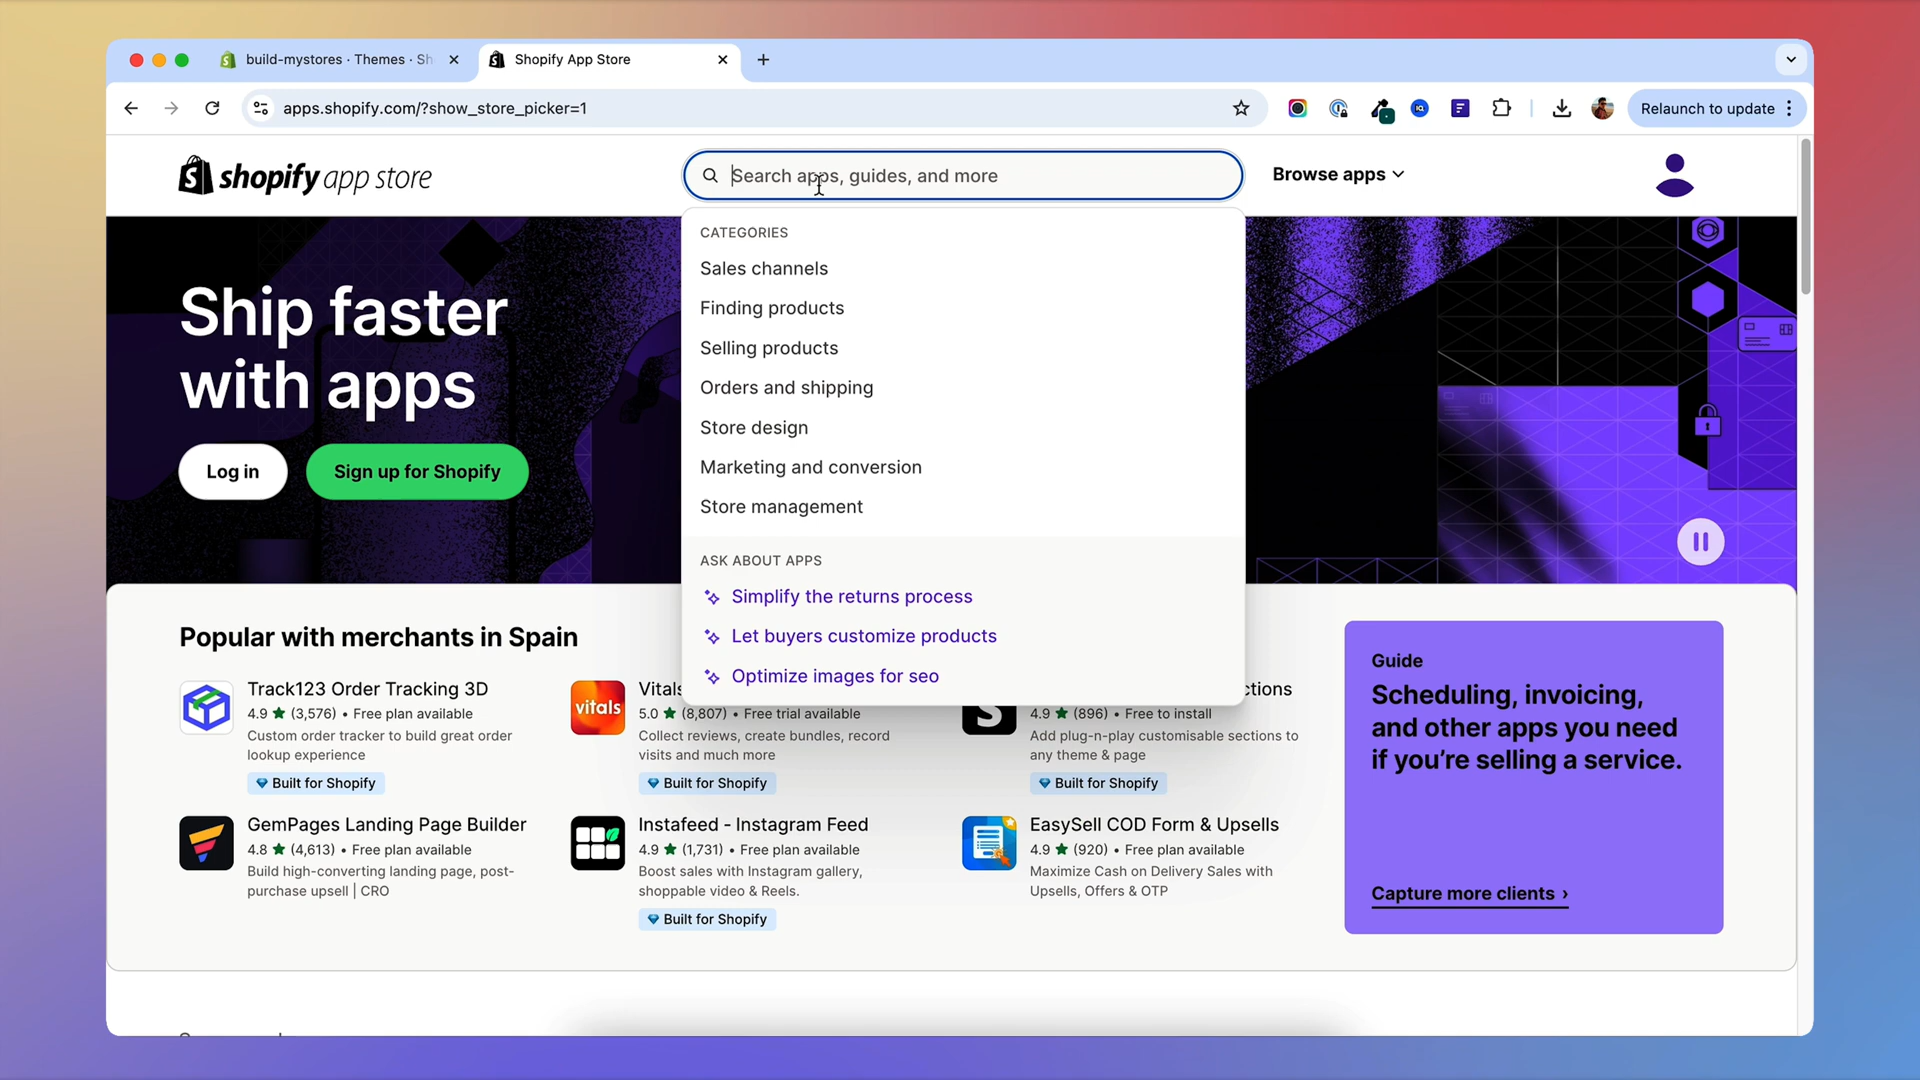 build-mystores · Themes · Sh
Shopify App Store
apps.shopify.com/?show_store_picker=1
Relaunch to update
shopify app store
Search apps, guides, and more
Browse apps
CATEGORIES
Sales channels
Finding products
Selling products
Orders and shipping
Store design
Marketing and conversion
Store management
ASK ABOUT APPS
Simplify the returns process
Let buyers customize products
Optimize images for seo
Ship faster
with apps
Log in
Sign up for Shopify
Popular with merchants in Spain
Track123 Order Tracking 3D
4.9 ★ (3,576) • Free plan available
Custom order tracker to build great order
lookup experience
Built for Shopify
vitals
Vitals
5.0 ★ (8,807) • Free trial available
Collect reviews, create bundles, record
visits and much more
Built for Shopify
ctions
4.9 ★ (896) • Free to install
Add plug-n-play customisable sections to
any theme & page
Built for Shopify
GemPages Landing Page Builder
4.8 ★ (4,613) • Free plan available
Build high-converting landing page, post-
purchase upsell | CRO
Instafeed - Instagram Feed
4.9 ★ (1,731) • Free plan available
Boost sales with Instagram gallery,
shoppable video & Reels.
Built for Shopify
EasySell COD Form & Upsells
4.9 ★ (920) • Free plan available
Maximize Cash on Delivery Sales with
Upsells, Offers & OTP
Guide
Scheduling, invoicing,
and other apps you need
if you're selling a service.
Capture more clients ›